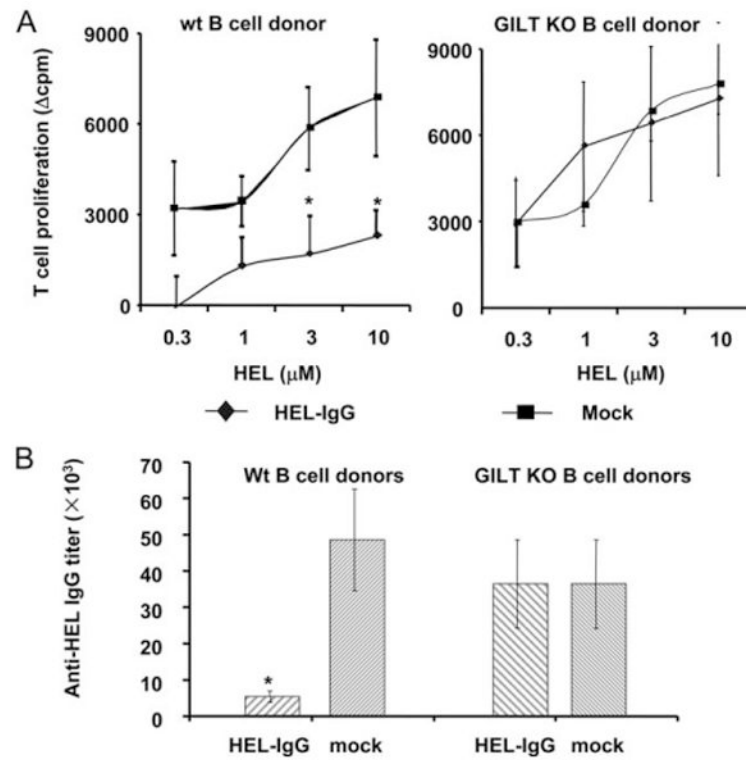 A
wt B cell donor
GILT KO B cell donor
T cell proliferation (Δcpm)
9000
6000
3000
0
*
*
0.3 1 3 10
HEL (μM)
9000
6000
3000
0
0.3 1 3 10
HEL (μM)
HEL-IgG
Mock
B
Anti-HEL IgG titer (×10³)
70
60
50
40
30
20
10
0
Wt B cell donors
GILT KO B cell donors
*
HEL-IgG mock
HEL-IgG mock